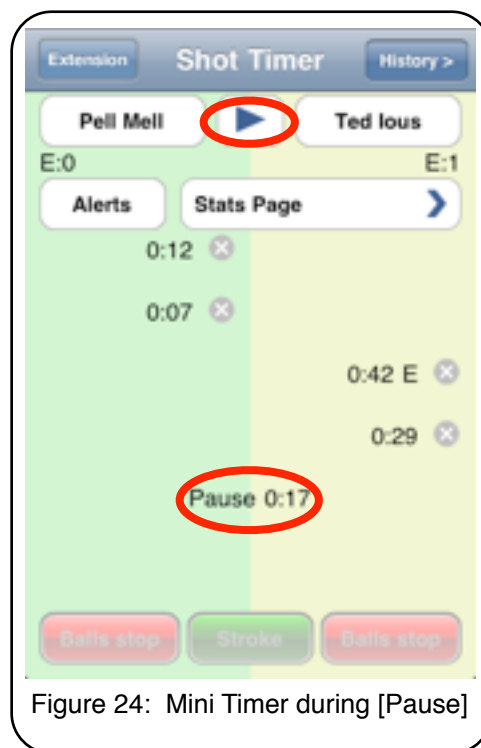 Extension Shot Timer History >
Pell Mell Ted Ious
E:0 E:1
Alerts Stats Page
0:12
0:07
0:42 E
0:29
Pause 0:17
Balls stop Stroke Balls stop
Figure 24: Mini Timer during [Pause]